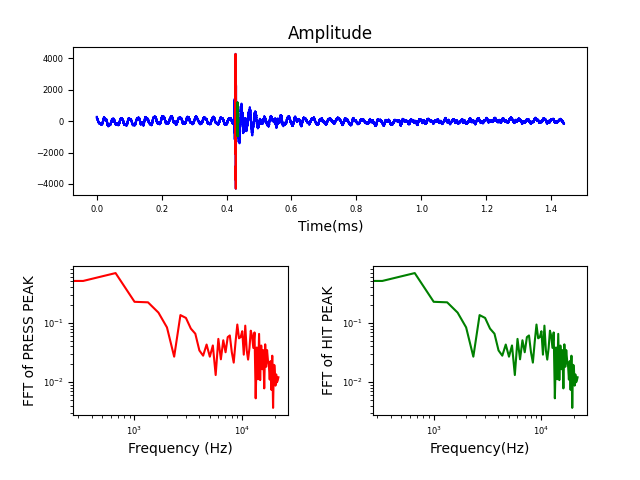 Amplitude
4000
2000
0
−2000
−4000
0.0 0.2 0.4 0.6 0.8 1.0 1.2 1.4
Time(ms)
FFT of PRESS PEAK
10⁻¹
10⁻²
10³ 10⁴
Frequency (Hz)
FFT of HIT PEAK
10⁻¹
10⁻²
10³ 10⁴
Frequency(Hz)